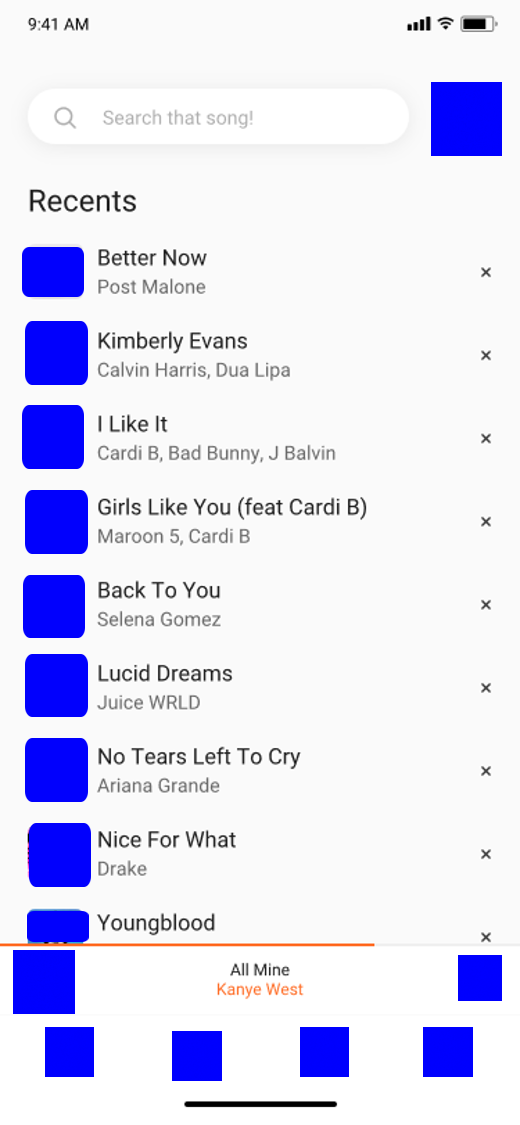 9:41 AM
Search that song!
Recents
Better Now
Post Malone
Kimberly Evans
Calvin Harris, Dua Lipa
I Like It
Cardi B, Bad Bunny, J Balvin
Girls Like You (feat Cardi B)
Maroon 5, Cardi B
Back To You
Selena Gomez
Lucid Dreams
Juice WRLD
No Tears Left To Cry
Ariana Grande
Nice For What
Drake
Youngblood
All Mine
Kanye West